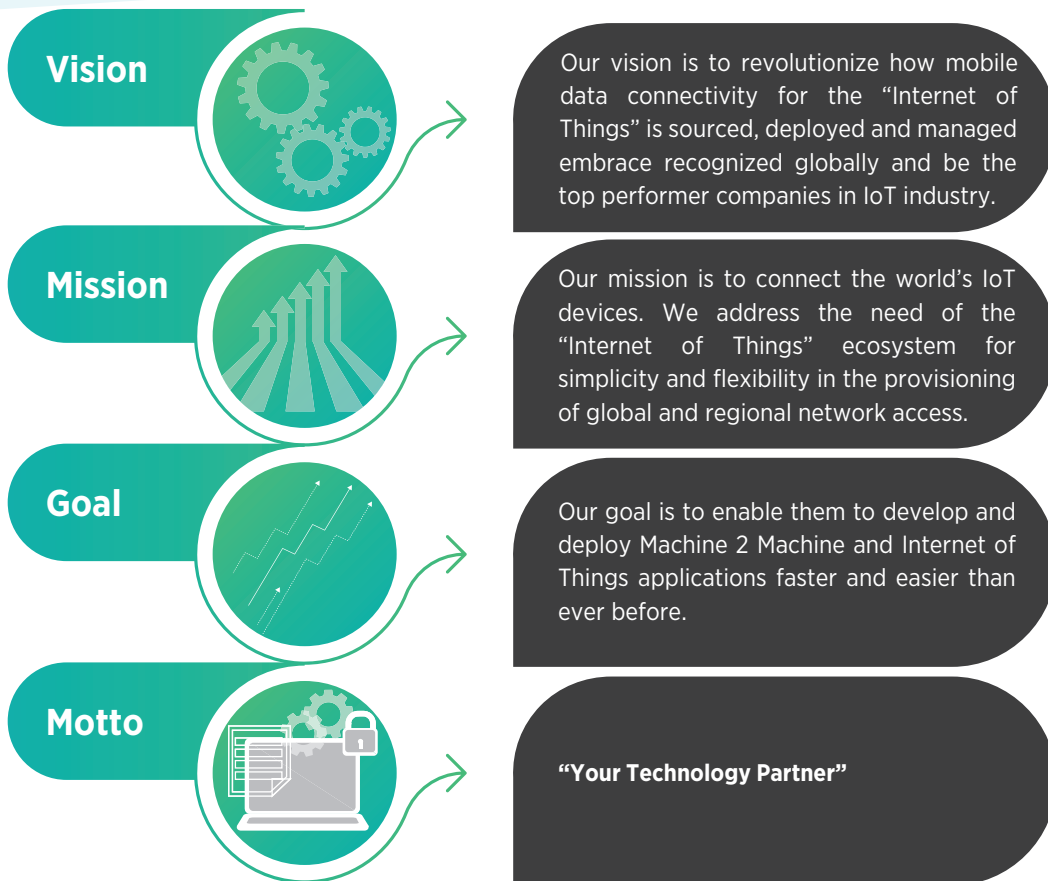 Vision
Our vision is to revolutionize how mobile
data connectivity for the “Internet of
Things” is sourced, deployed and managed
embrace recognized globally and be the
top performer companies in IoT industry.
Mission
Our mission is to connect the world’s IoT
devices. We address the need of the
“Internet of Things” ecosystem for
simplicity and flexibility in the provisioning
of global and regional network access.
Goal
Our goal is to enable them to develop and
deploy Machine 2 Machine and Internet of
Things applications faster and easier than
ever before.
Motto
“Your Technology Partner”